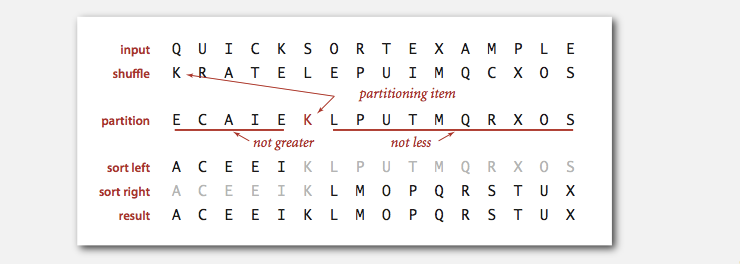 input Q U I C K S O R T E X A M P L E
shuffle K R A T E L E P U I M Q C X O S
partitioning item
partition E C A I E K L P U T M Q R X O S
not greater not less
sort left A C E E I K L P U T M Q R X O S
sort right A C E E I K L M O P Q R S T U X
result A C E E I K L M O P Q R S T U X